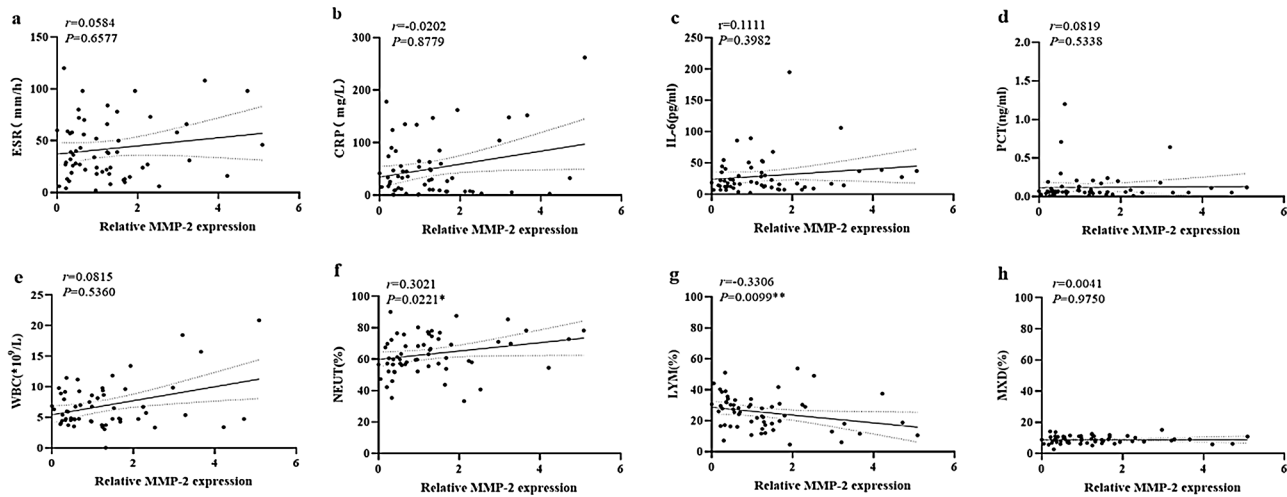 a
r=0.0584
P=0.6577
150
100
50
0
ESR ( mm/h)
0 2 4 6
Relative MMP-2 expression
b
r=-0.0202
P=0.8779
300
200
100
0
CRP ( mg/L)
0 2 4 6
Relative MMP-2 expression
c
r=0.1111
P=0.3982
250
200
150
100
50
0
IL-6(pg/ml)
0 2 4 6
Relative MMP-2 expression
d
r=0.0819
P=0.5338
2.0
1.5
1.0
0.5
0.0
PCT(ng/ml)
0 2 4 6
Relative MMP-2 expression
e
r=0.0815
P=0.5360
25
20
15
10
5
0
WBC(*10⁹/L)
0 2 4 6
Relative MMP-2 expression
f
r=0.3021
P=0.0221*
100
80
60
40
20
0
NEUT(%)
0 2 4 6
Relative MMP-2 expression
g
r=-0.3306
P=0.0099**
100
80
60
40
20
0
LYM(%)
0 2 4 6
Relative MMP-2 expression
h
r=0.0041
P=0.9750
100
80
60
40
20
0
MXD(%)
0 2 4 6
Relative MMP-2 expression